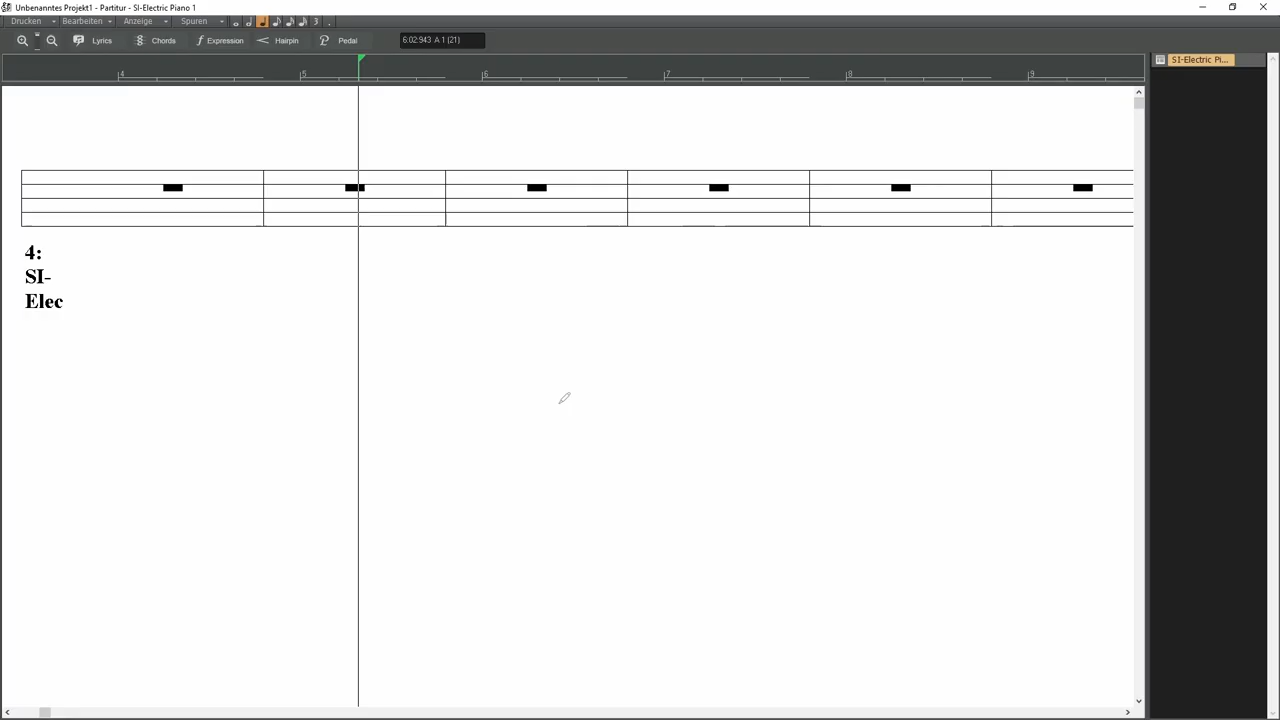 Unbenanntes Projekt1 - Partitur - SI-Electric Piano 1
Drucken Bearbeiten Anzeige Spuren 3 .
Lyrics Chords Expression Hairpin Pedal 6:02:943 A 1 (21)
4 5 6 7 8 9
SI-Electric Pi...
4:
SI-
Elec